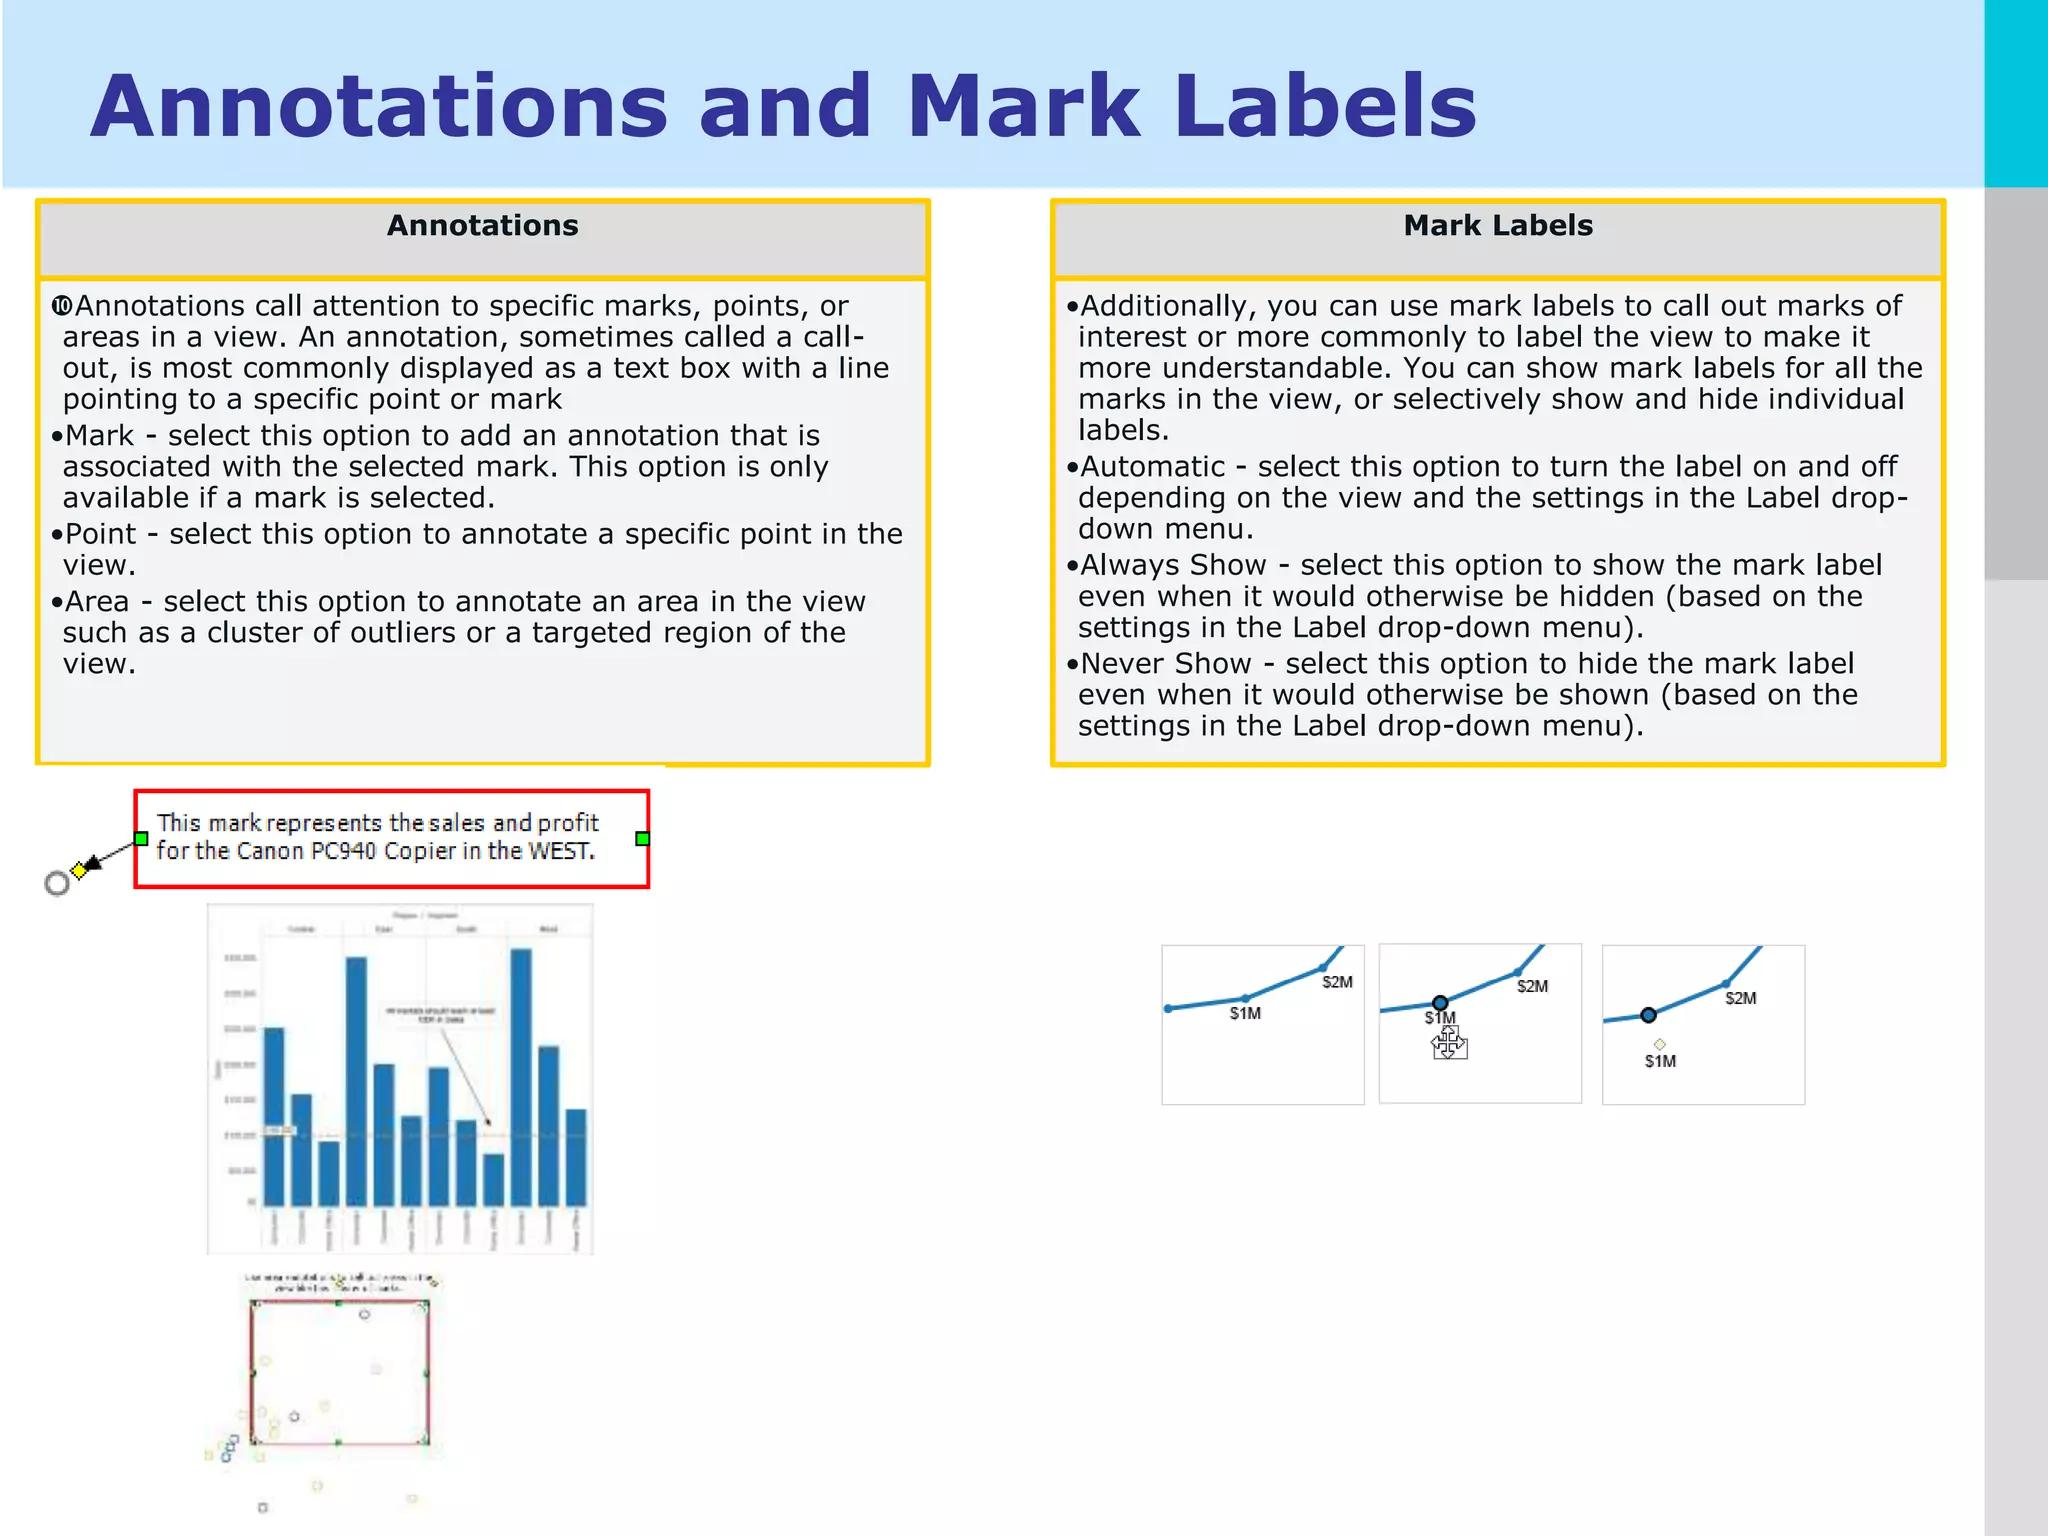 Annotations and Mark Labels
Annotations
❿Annotations call attention to specific marks, points, or
areas in a view. An annotation, sometimes called a call-
out, is most commonly displayed as a text box with a line
pointing to a specific point or mark
•Mark - select this option to add an annotation that is
associated with the selected mark. This option is only
available if a mark is selected.
•Point - select this option to annotate a specific point in the
view.
•Area - select this option to annotate an area in the view
such as a cluster of outliers or a targeted region of the
view.
Mark Labels
•Additionally, you can use mark labels to call out marks of
interest or more commonly to label the view to make it
more understandable. You can show mark labels for all the
marks in the view, or selectively show and hide individual
labels.
•Automatic - select this option to turn the label on and off
depending on the view and the settings in the Label drop-
down menu.
•Always Show - select this option to show the mark label
even when it would otherwise be hidden (based on the
settings in the Label drop-down menu).
•Never Show - select this option to hide the mark label
even when it would otherwise be shown (based on the
settings in the Label drop-down menu).
This mark represents the sales and profit
for the Canon PC940 Copier in the WEST.
$1M
$2M
$1M
$2M
$1M
$2M